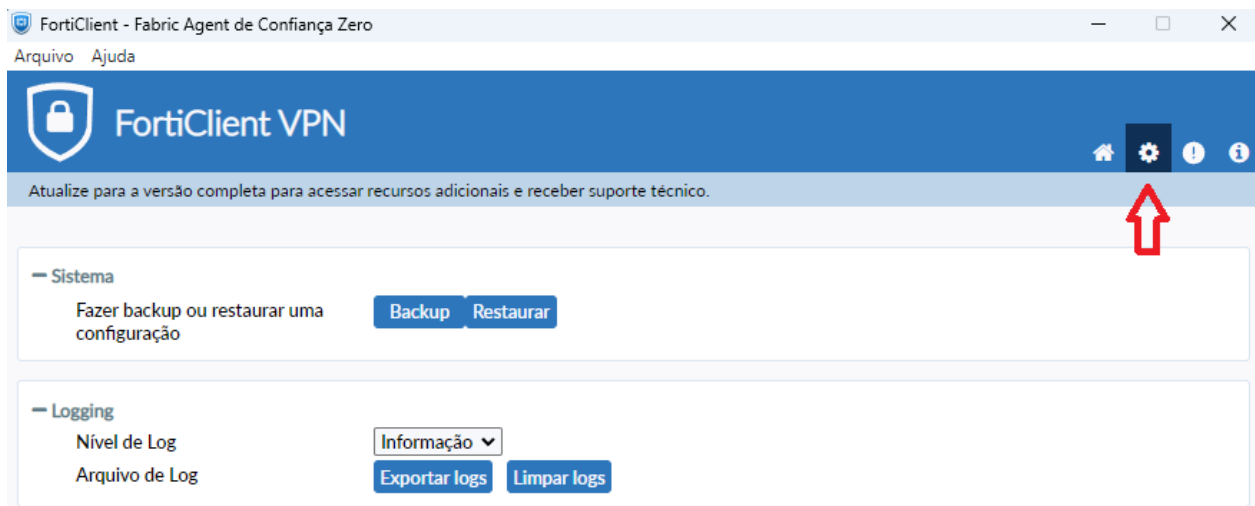 FortiClient - Fabric Agent de Confiança Zero
Arquivo Ajuda
FortiClient VPN
Atualize para a versão completa para acessar recursos adicionais e receber suporte técnico.
Sistema
Fazer backup ou restaurar uma
configuração
Backup Restaurar
Logging
Nível de Log Informação
Arquivo de Log Exportar logs Limpar logs